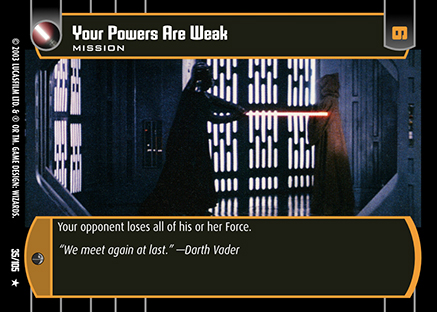 Your Powers Are Weak
MISSION
9
Your opponent loses all of his or her Force.
“We meet again at last.” —Darth Vader
© 2003 LUCASFILM LTD. & ® OR TM. GAME DESIGN: WIZARDS.
35/105